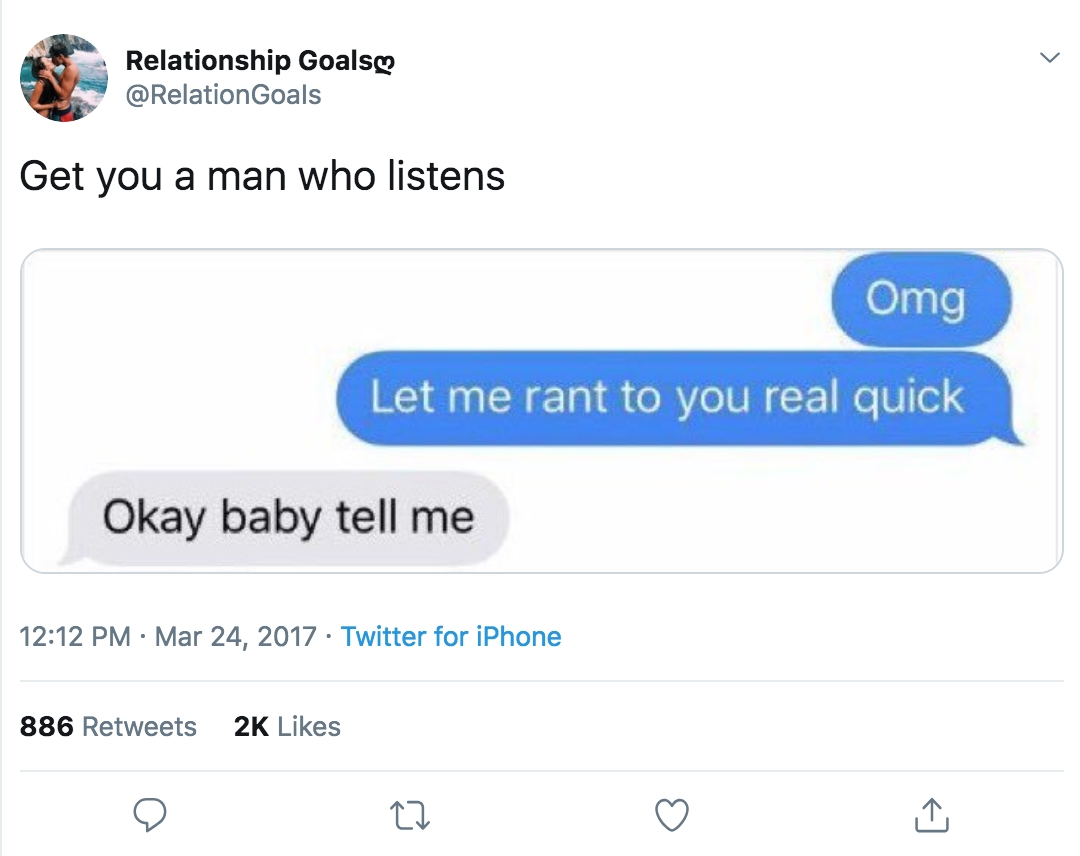 Relationship Goalsღ
@RelationGoals
Get you a man who listens
Omg
Let me rant to you real quick
Okay baby tell me
12:12 PM · Mar 24, 2017 · Twitter for iPhone
886 Retweets 2K Likes